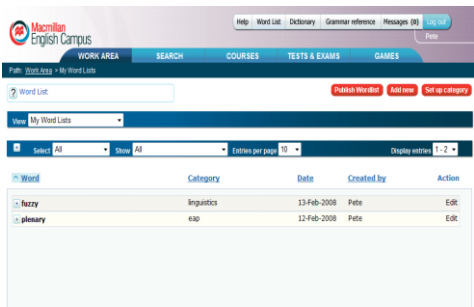 Macmillan
English Campus
Help Word List Dictionary Grammar reference Messages (0) Log out
Pete
WORK AREA SEARCH COURSES TESTS & EXAMS GAMES
Path: Work Area > My Word Lists
? Word List Publish Wordlist Add new Set up category
View My Word Lists
Select All Show All Entries per page 10 Display entries 1 - 2
Word Category Date Created by Action
fuzzy linguistics 13-Feb-2008 Pete Edit
plenary eap 12-Feb-2008 Pete Edit